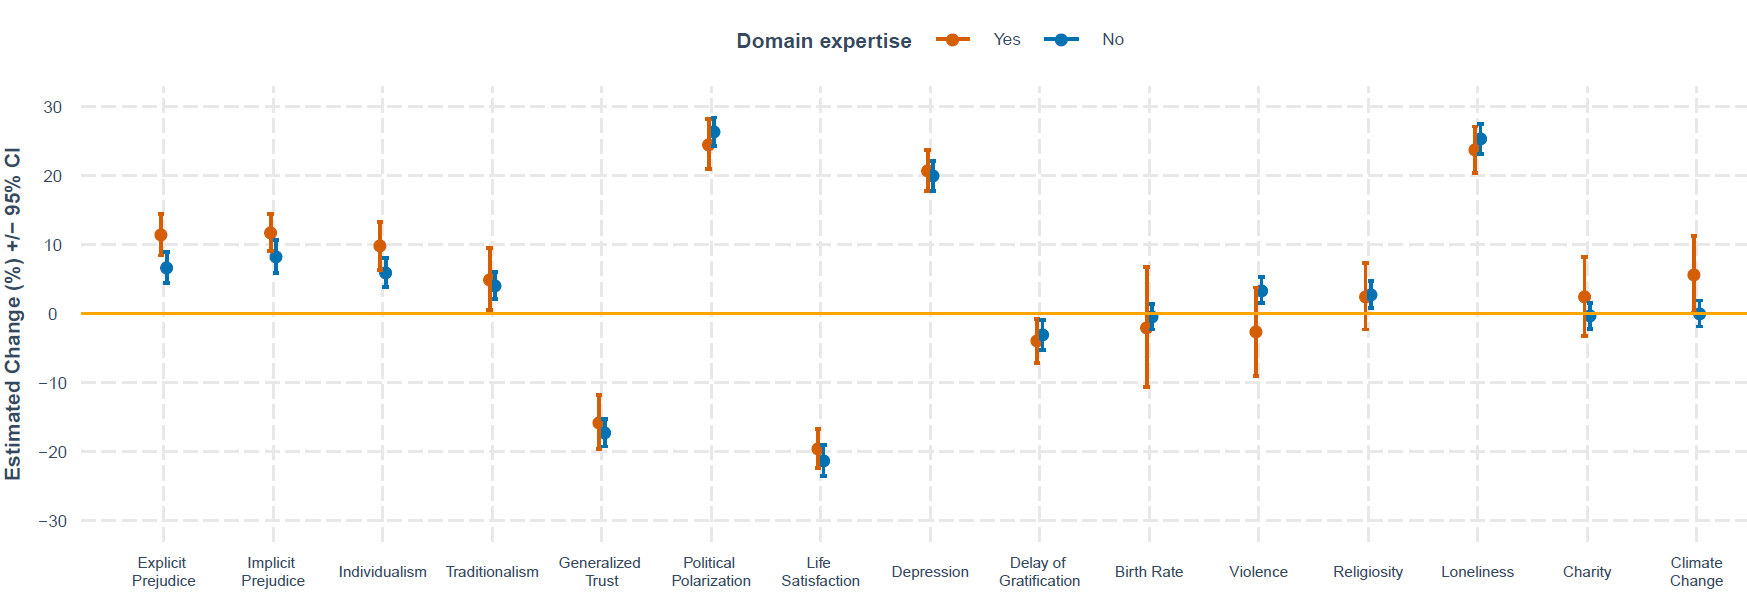 Domain expertise Yes No
Estimated Change (%) +/− 95% CI
30
20
10
0
−10
−20
−30
Explicit Prejudice
Implicit Prejudice
Individualism
Traditionalism
Generalized Trust
Political Polarization
Life Satisfaction
Depression
Delay of Gratification
Birth Rate
Violence
Religiosity
Loneliness
Charity
Climate Change